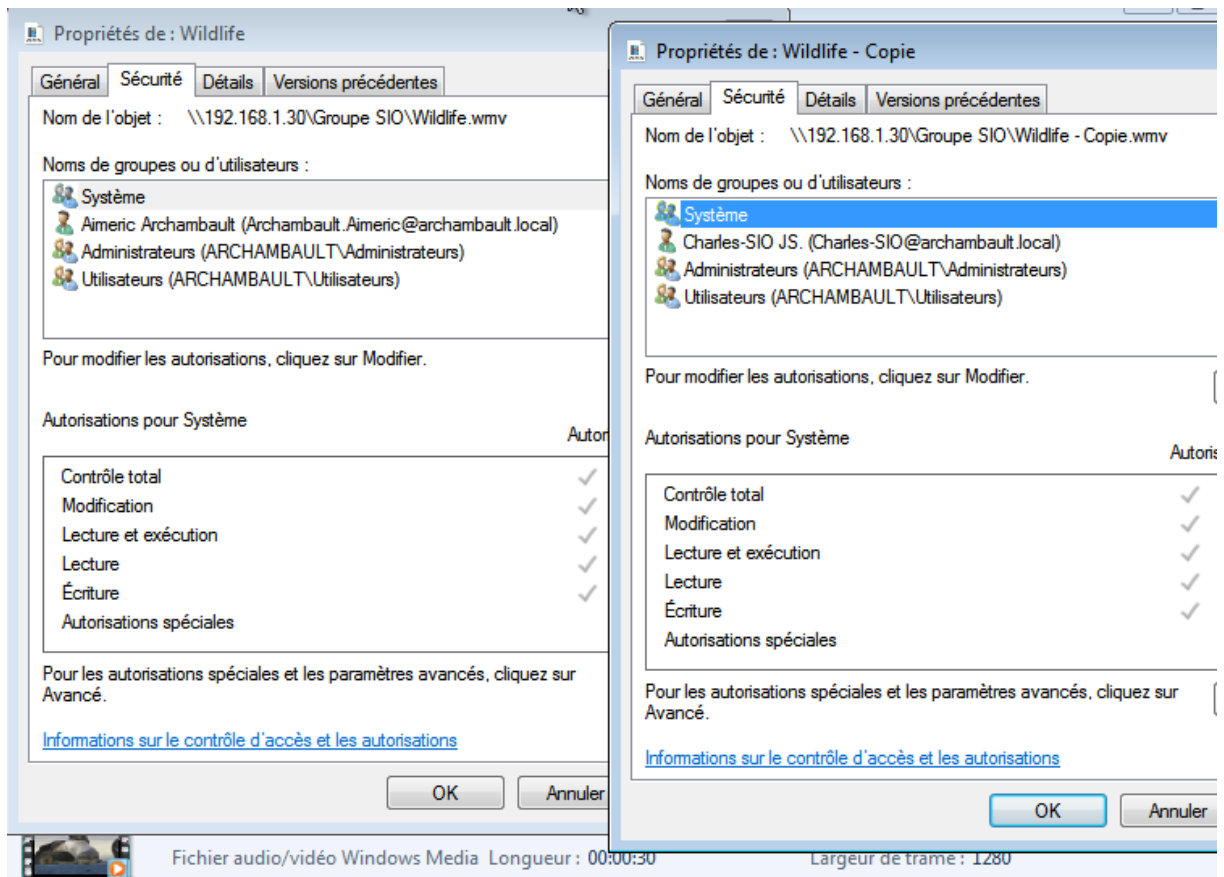 Propriétés de : Wildlife
Général Sécurité Détails Versions précédentes
Nom de l'objet : \\192.168.1.30\Groupe SIO\Wildlife.wmv
Noms de groupes ou d'utilisateurs :
Système
Aimeric Archambault (Archambault.Aimeric@archambault.local)
Administrateurs (ARCHAMBAULT\Administrateurs)
Utilisateurs (ARCHAMBAULT\Utilisateurs)
Pour modifier les autorisations, cliquez sur Modifier.
Autorisations pour Système
Autor
Contrôle total
Modification
Lecture et exécution
Lecture
Écriture
Autorisations spéciales
Pour les autorisations spéciales et les paramètres avancés, cliquez sur
Avancé.
Informations sur le contrôle d'accès et les autorisations
OK Annuler
Propriétés de : Wildlife - Copie
Général Sécurité Détails Versions précédentes
Nom de l'objet : \\192.168.1.30\Groupe SIO\Wildlife - Copie.wmv
Noms de groupes ou d'utilisateurs :
Système
Charles-SIO JS. (Charles-SIO@archambault.local)
Administrateurs (ARCHAMBAULT\Administrateurs)
Utilisateurs (ARCHAMBAULT\Utilisateurs)
Pour modifier les autorisations, cliquez sur Modifier.
Autorisations pour Système
Autoris
Contrôle total
Modification
Lecture et exécution
Lecture
Écriture
Autorisations spéciales
Pour les autorisations spéciales et les paramètres avancés, cliquez sur
Avancé.
Informations sur le contrôle d'accès et les autorisations
OK Annuler
Fichier audio/vidéo Windows Media Longueur : 00:00:30 Largeur de trame : 1280